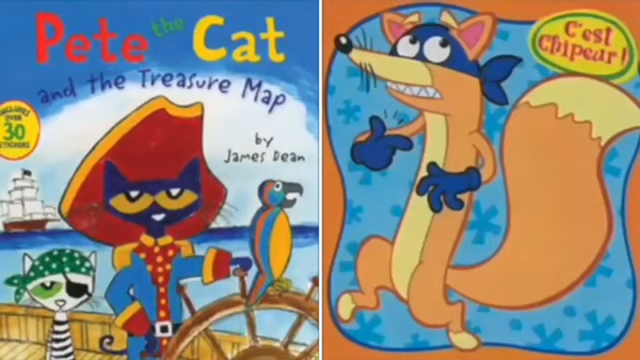 Pete the Cat
and the Treasure Map
INCLUDES
OVER
30
STICKERS
by
James Dean
C'est
Chipeur!